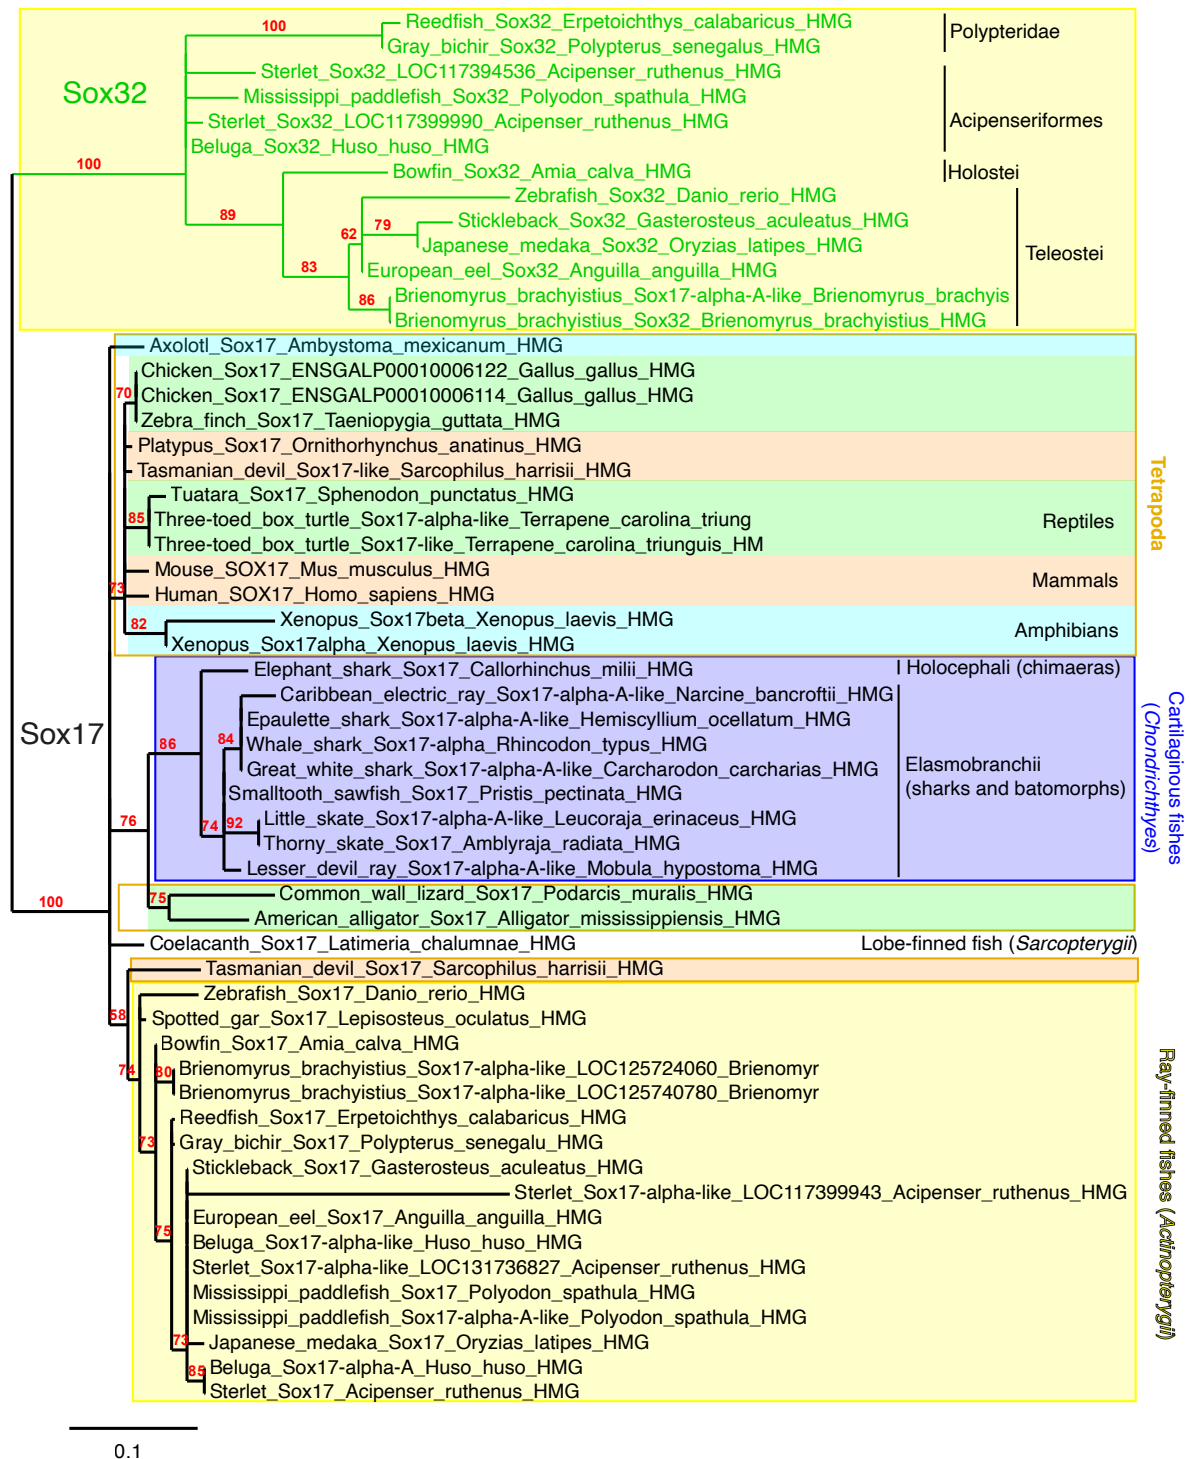 100
Reedfish_Sox32_Erpetoichthys_calabaricus_HMG
Gray_bichir_Sox32_Polypterus_senegalus_HMG
Polypteridae
Sox32
Sterlet_Sox32_LOC117394536_Acipenser_ruthenus_HMG
Mississippi_paddlefish_Sox32_Polyodon_spathula_HMG
Sterlet_Sox32_LOC117399990_Acipenser_ruthenus_HMG
Beluga_Sox32_Huso_huso_HMG
Acipenseriformes
100
Bowfin_Sox32_Amia_calva_HMG
Holostei
89
Zebrafish_Sox32_Danio_rerio_HMG
62
79
Stickleback_Sox32_Gasterosteus_aculeatus_HMG
Japanese_medaka_Sox32_Oryzias_latipes_HMG
Teleostei
83
European_eel_Sox32_Anguilla_anguilla_HMG
86
Brienomyrus_brachyistius_Sox17-alpha-A-like_Brienomyrus_brachyis
Brienomyrus_brachyistius_Sox32_Brienomyrus_brachyistius_HMG
Axolotl_Sox17_Ambystoma_mexicanum_HMG
70
Chicken_Sox17_ENSGALP00010006122_Gallus_gallus_HMG
Chicken_Sox17_ENSGALP00010006114_Gallus_gallus_HMG
Zebra_finch_Sox17_Taeniopygia_guttata_HMG
Platypus_Sox17_Ornithorhynchus_anatinus_HMG
Tasmanian_devil_Sox17-like_Sarcophilus_harrisii_HMG
85
Tuatara_Sox17_Sphenodon_punctatus_HMG
Three-toed_box_turtle_Sox17-alpha-like_Terrapene_carolina_triung
Three-toed_box_turtle_Sox17-like_Terrapene_carolina_triunguis_HM
Reptiles
Tetrapoda
73
Mouse_SOX17_Mus_musculus_HMG
Human_SOX17_Homo_sapiens_HMG
Mammals
82
Xenopus_Sox17beta_Xenopus_laevis_HMG
Xenopus_Sox17alpha_Xenopus_laevis_HMG
Amphibians
Sox17
Elephant_shark_Sox17_Callorhinchus_milii_HMG
Holocephali (chimaeras)
86
84
Caribbean_electric_ray_Sox17-alpha-A-like_Narcine_bancroftii_HMG
Epaulette_shark_Sox17-alpha-A-like_Hemiscyllium_ocellatum_HMG
Whale_shark_Sox17-alpha_Rhincodon_typus_HMG
Great_white_shark_Sox17-alpha-A-like_Carcharodon_carcharias_HMG
Smalltooth_sawfish_Sox17_Pristis_pectinata_HMG
74
92
Little_skate_Sox17-alpha-A-like_Leucoraja_erinaceus_HMG
Thorny_skate_Sox17_Amblyraja_radiata_HMG
Lesser_devil_ray_Sox17-alpha-A-like_Mobula_hypostoma_HMG
Elasmobranchii
(sharks and batomorphs)
Cartilaginous fishes
(Chondrichthyes)
76
75
Common_wall_lizard_Sox17_Podarcis_muralis_HMG
American_alligator_Sox17_Alligator_mississippiensis_HMG
100
Coelacanth_Sox17_Latimeria_chalumnae_HMG
Lobe-finned fish (Sarcopterygii)
Tasmanian_devil_Sox17_Sarcophilus_harrisii_HMG
58
Zebrafish_Sox17_Danio_rerio_HMG
Spotted_gar_Sox17_Lepisosteus_oculatus_HMG
74
Bowfin_Sox17_Amia_calva_HMG
80
Brienomyrus_brachyistius_Sox17-alpha-like_LOC125724060_Brienomyr
Brienomyrus_brachyistius_Sox17-alpha-like_LOC125740780_Brienomyr
73
Reedfish_Sox17_Erpetoichthys_calabaricus_HMG
Gray_bichir_Sox17_Polypterus_senegalu_HMG
75
Stickleback_Sox17_Gasterosteus_aculeatus_HMG
Sterlet_Sox17-alpha-like_LOC117399943_Acipenser_ruthenus_HMG
European_eel_Sox17_Anguilla_anguilla_HMG
Beluga_Sox17-alpha-like_Huso_huso_HMG
Sterlet_Sox17-alpha-like_LOC131736827_Acipenser_ruthenus_HMG
Mississippi_paddlefish_Sox17_Polyodon_spathula_HMG
Mississippi_paddlefish_Sox17-alpha-A-like_Polyodon_spathula_HMG
73
Japanese_medaka_Sox17_Oryzias_latipes_HMG
85
Beluga_Sox17-alpha-A_Huso_huso_HMG
Sterlet_Sox17_Acipenser_ruthenus_HMG
Ray-finned fishes (Actinopterygii)
0.1